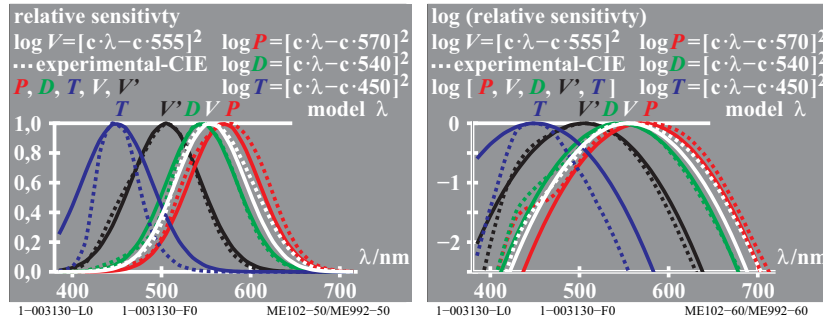 relative sensitivty
log V=[c·λ−c·555]² log P=[c·λ−c·570]²
experimental-CIE log D=[c·λ−c·540]²
P, D, T, V, V' log T=[c·λ−c·450]²
T V' D V P model λ
1,0
0,8
0,6
0,4
0,2
0,0
λ/nm
400 500 600 700
1−003130−L0 1−003130−F0 ME102−50/ME992−50
log (relative sensitivity)
log V=[c·λ−c·555]² log P=[c·λ−c·570]²
experimental-CIE log D=[c·λ−c·540]²
log [ P, V, D, V', T ] log T=[c·λ−c·450]²
T V' D V P model λ
0
−1
−2
λ/nm
400 500 600 700
1−003130−L0 1−003130−F0 ME102−60/ME992−60